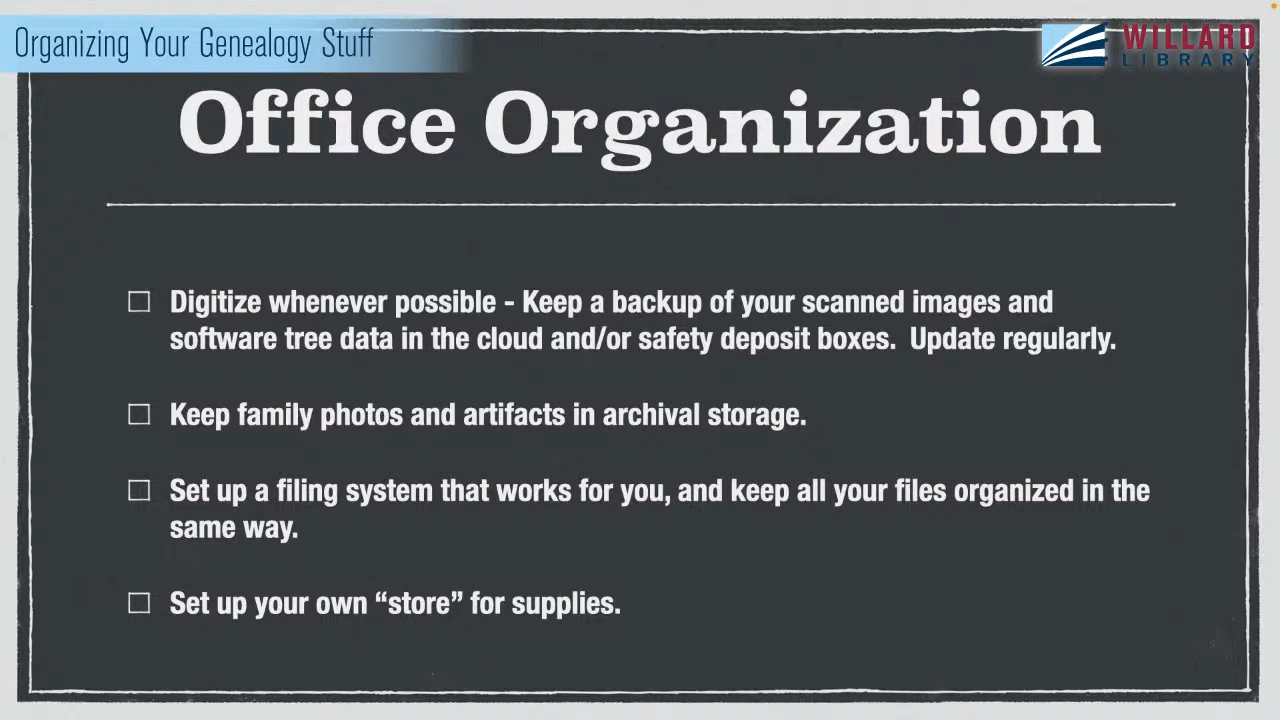 Organizing Your Genealogy Stuff
WILLARD
LIBRARY
Office Organization
Digitize whenever possible - Keep a backup of your scanned images and
software tree data in the cloud and/or safety deposit boxes.  Update regularly.
Keep family photos and artifacts in archival storage.
Set up a filing system that works for you, and keep all your files organized in the
same way.
Set up your own “store” for supplies.